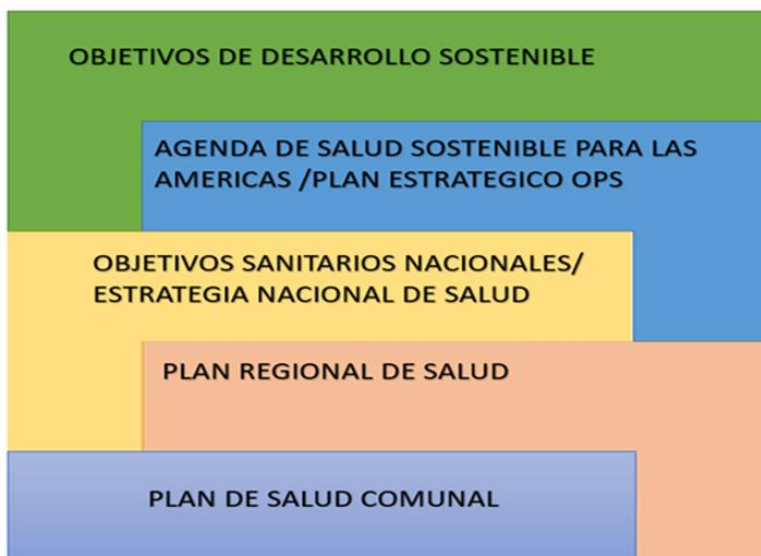 OBJETIVOS DE DESARROLLO SOSTENIBLE
AGENDA DE SALUD SOSTENIBLE PARA LAS
AMERICAS /PLAN ESTRATEGICO OPS
OBJETIVOS SANITARIOS NACIONALES/
ESTRATEGIA NACIONAL DE SALUD
PLAN REGIONAL DE SALUD
PLAN DE SALUD COMUNAL